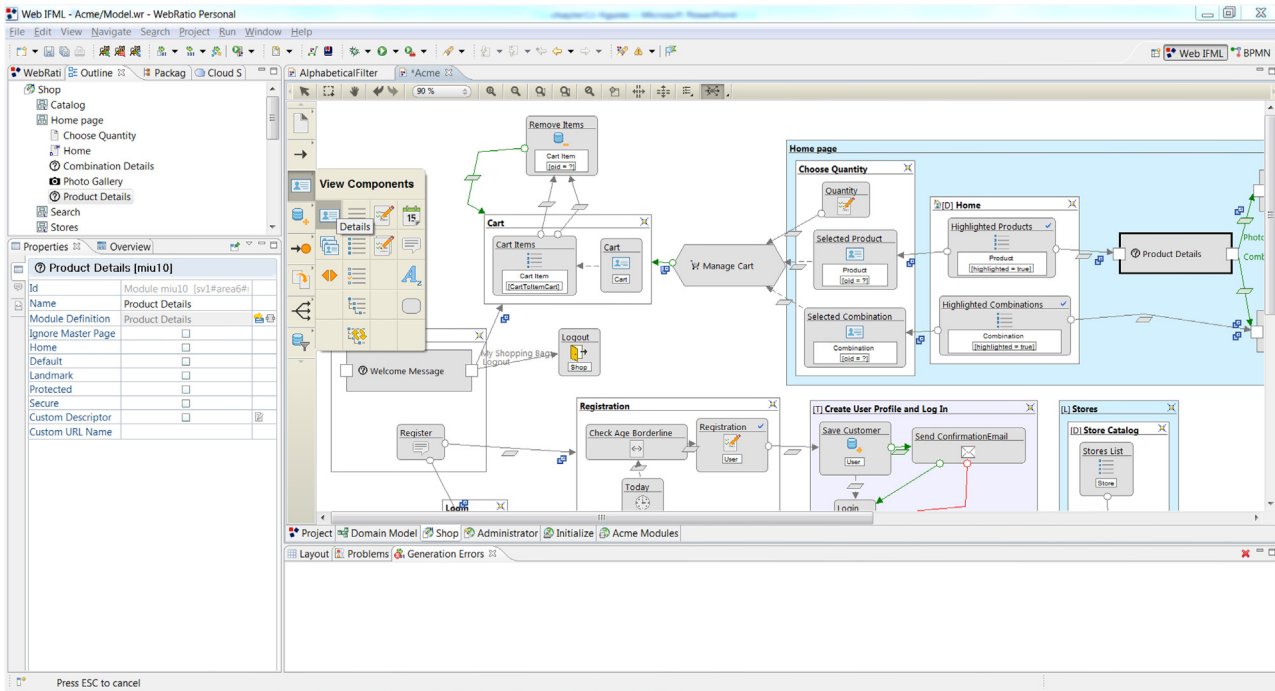 Web IFML - Acme/Model.wr - WebRatio Personal
File Edit View Navigate Search Project Run Window Help
Web IFML BPMN
WebRati Outline Packag Cloud S
AlphabeticalFilter *Acme
90 %
Shop
Catalog
Home page
Choose Quantity
Home
Combination Details
Photo Gallery
Product Details
Search
Stores
Properties Overview
Product Details [miu10]
Id Module miu10 [sv1#area6#
Name Product Details
Module Definition Product Details
Ignore Master Page
Home
Default
Landmark
Protected
Secure
Custom Descriptor
Custom URL Name
View Components
15
Details
Remove Items
Cart Item
[oid = ?]
Cart
Cart Items
Cart Item
[CartToItemCart]
Cart
Cart
Manage Cart
Welcome Message
My Shopping Bag
Logout
Logout
Shop
Register
Login
Home page
Choose Quantity
Quantity
Selected Product
Product
[oid = ?]
Selected Combination
Combination
[oid = ?]
[D] Home
Highlighted Products
Product
[highlighted = true]
Highlighted Combinations
Combination
[highlighted = true]
Product Details
Photo
Comb
Registration
Check Age Borderline
Registration
User
Today
[T] Create User Profile and Log In
Save Customer
User
Send ConfirmationEmail
Login
[L] Stores
[D] Store Catalog
Stores List
Store
Project Domain Model Shop Administrator Initialize Acme Modules
Layout Problems Generation Errors
Press ESC to cancel